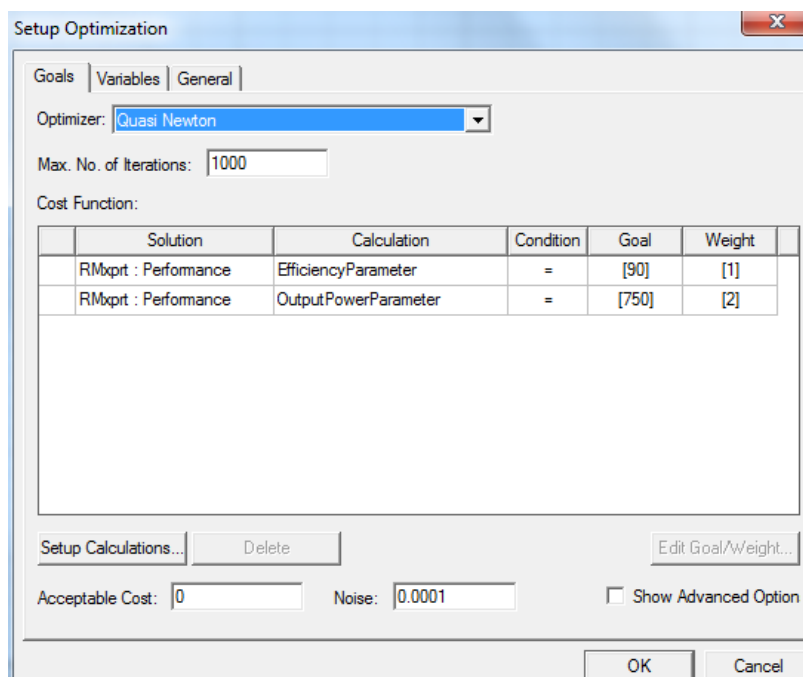 Setup Optimization
Goals Variables General
Optimizer: Quasi Newton
Max. No. of Iterations: 1000
Cost Function:
Solution Calculation Condition Goal Weight
RMxprt : Performance EfficiencyParameter = [90] [1]
RMxprt : Performance OutputPowerParameter = [750] [2]
Setup Calculations... Delete Edit Goal/Weight...
Acceptable Cost: 0 Noise: 0.0001 Show Advanced Option
OK Cancel